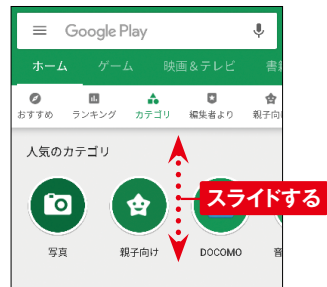 Google Play
ホーム ゲーム 映画＆テレビ 書籍
おすすめ ランキング カテゴリ 編集者より 親子向
人気のカテゴリ
スライドする
写真 親子向け DOCOMO 音